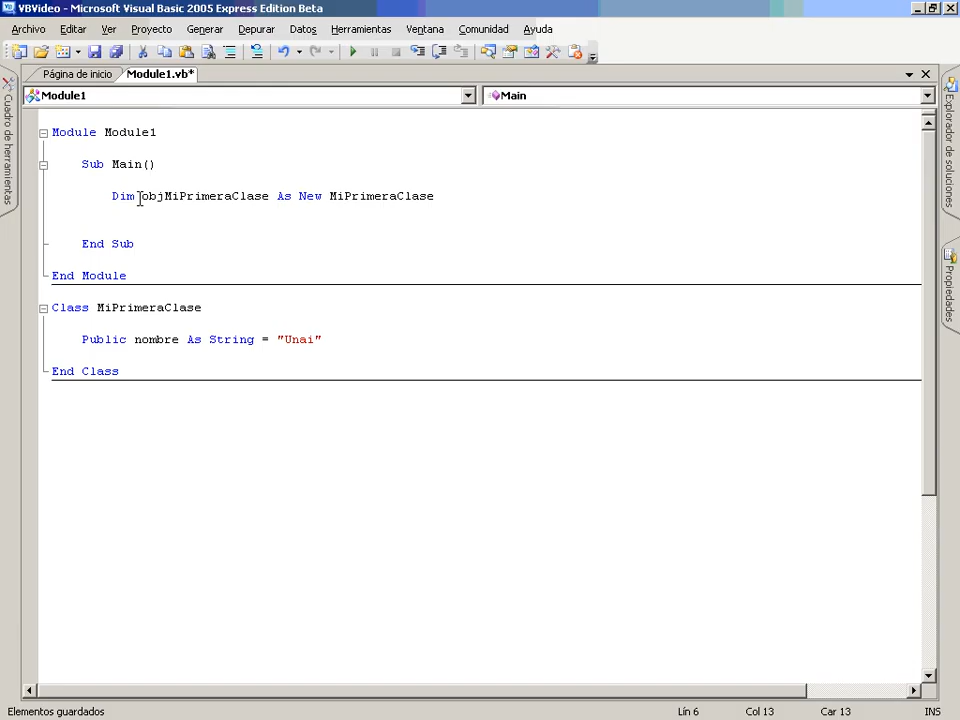 VBVideo - Microsoft Visual Basic 2005 Express Edition Beta
Archivo Editar Ver Proyecto Generar Depurar Datos Herramientas Ventana Comunidad Ayuda
Página de inicio Module1.vb*
Module1 Main
Cuadro de herramientas
Module Module1
Sub Main()
Dim objMiPrimeraClase As New MiPrimeraClase
End Sub
End Module
Class MiPrimeraClase
Public nombre As String = "Unai"
End Class
Explorador de soluciones
Propiedades
Elementos guardados Lín 6 Col 13 Car 13 INS